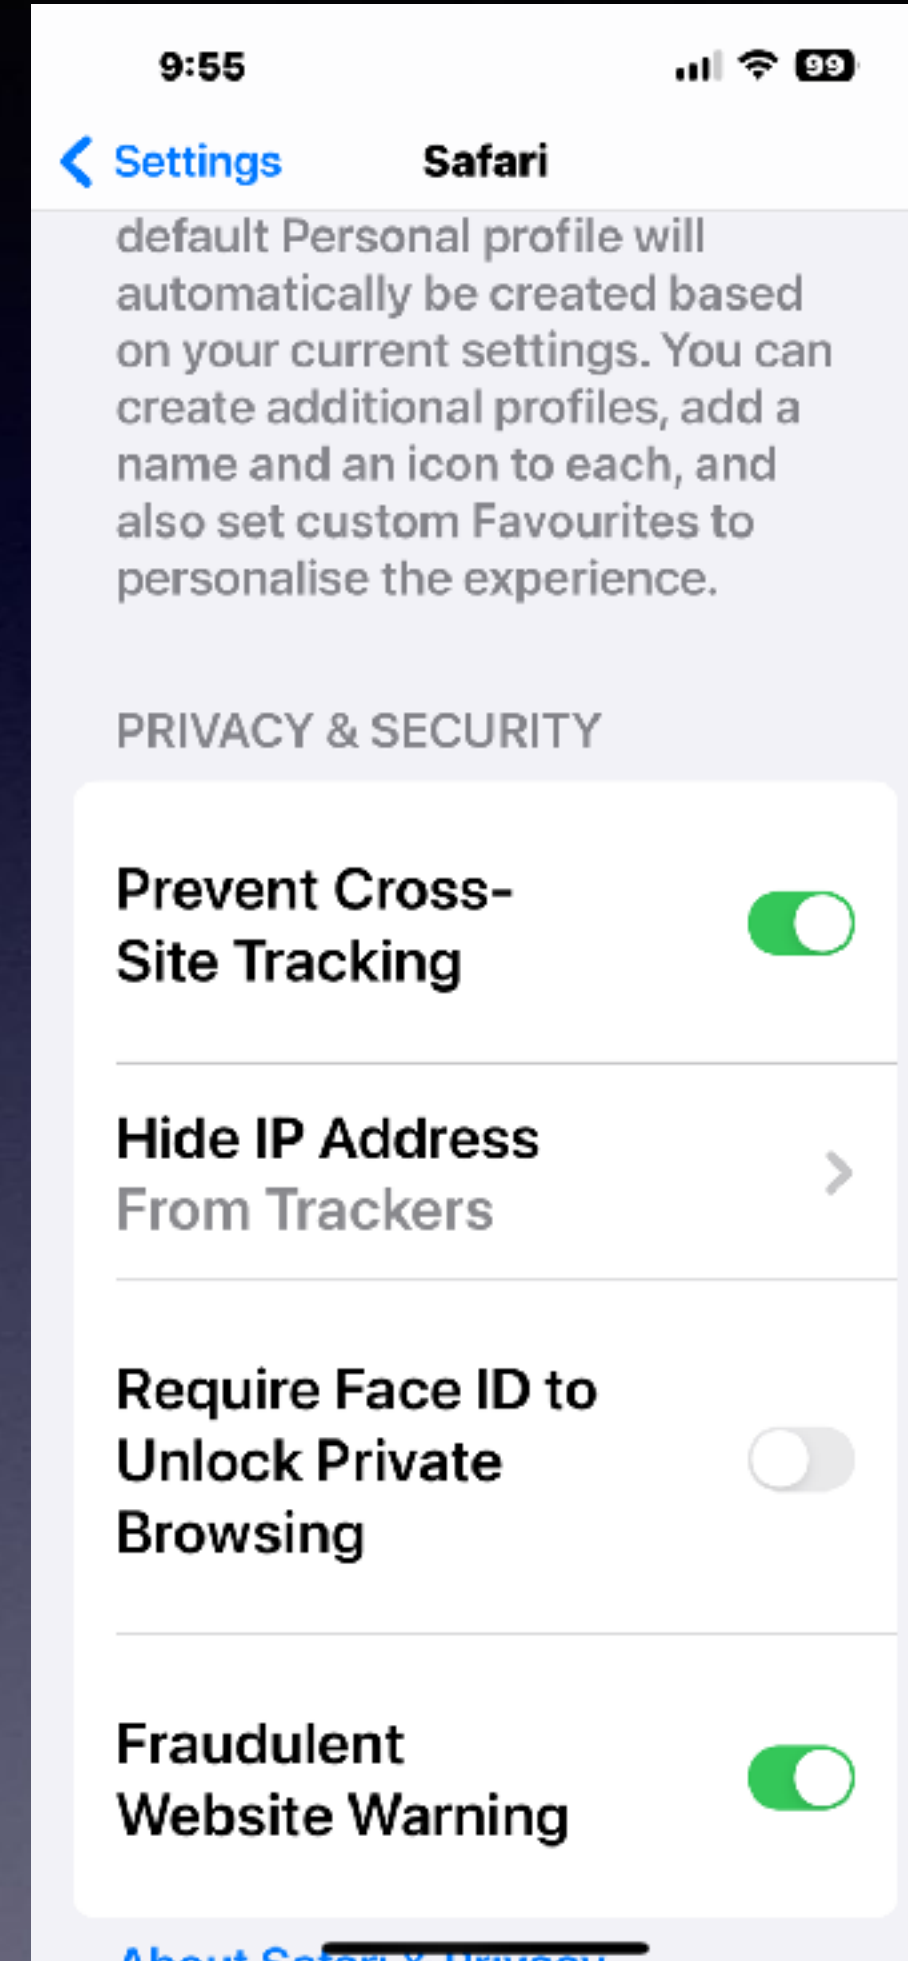 9:55
99
Settings
Safari
default Personal profile will
automatically be created based
on your current settings. You can
create additional profiles, add a
name and an icon to each, and
also set custom Favourites to
personalise the experience.
PRIVACY & SECURITY
Prevent Cross-
Site Tracking
Hide IP Address
From Trackers
Require Face ID to
Unlock Private
Browsing
Fraudulent
Website Warning
About Safari & Privacy